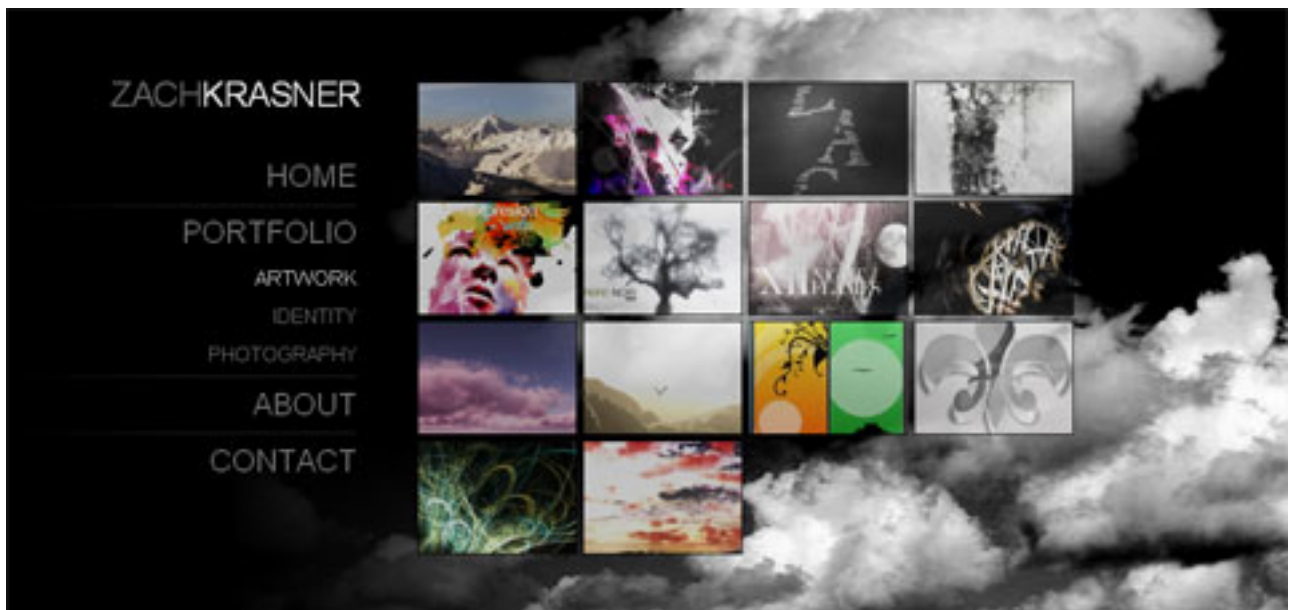 ZACHKRASNER
HOME
PORTFOLIO
ARTWORK
IDENTITY
PHOTOGRAPHY
ABOUT
CONTACT